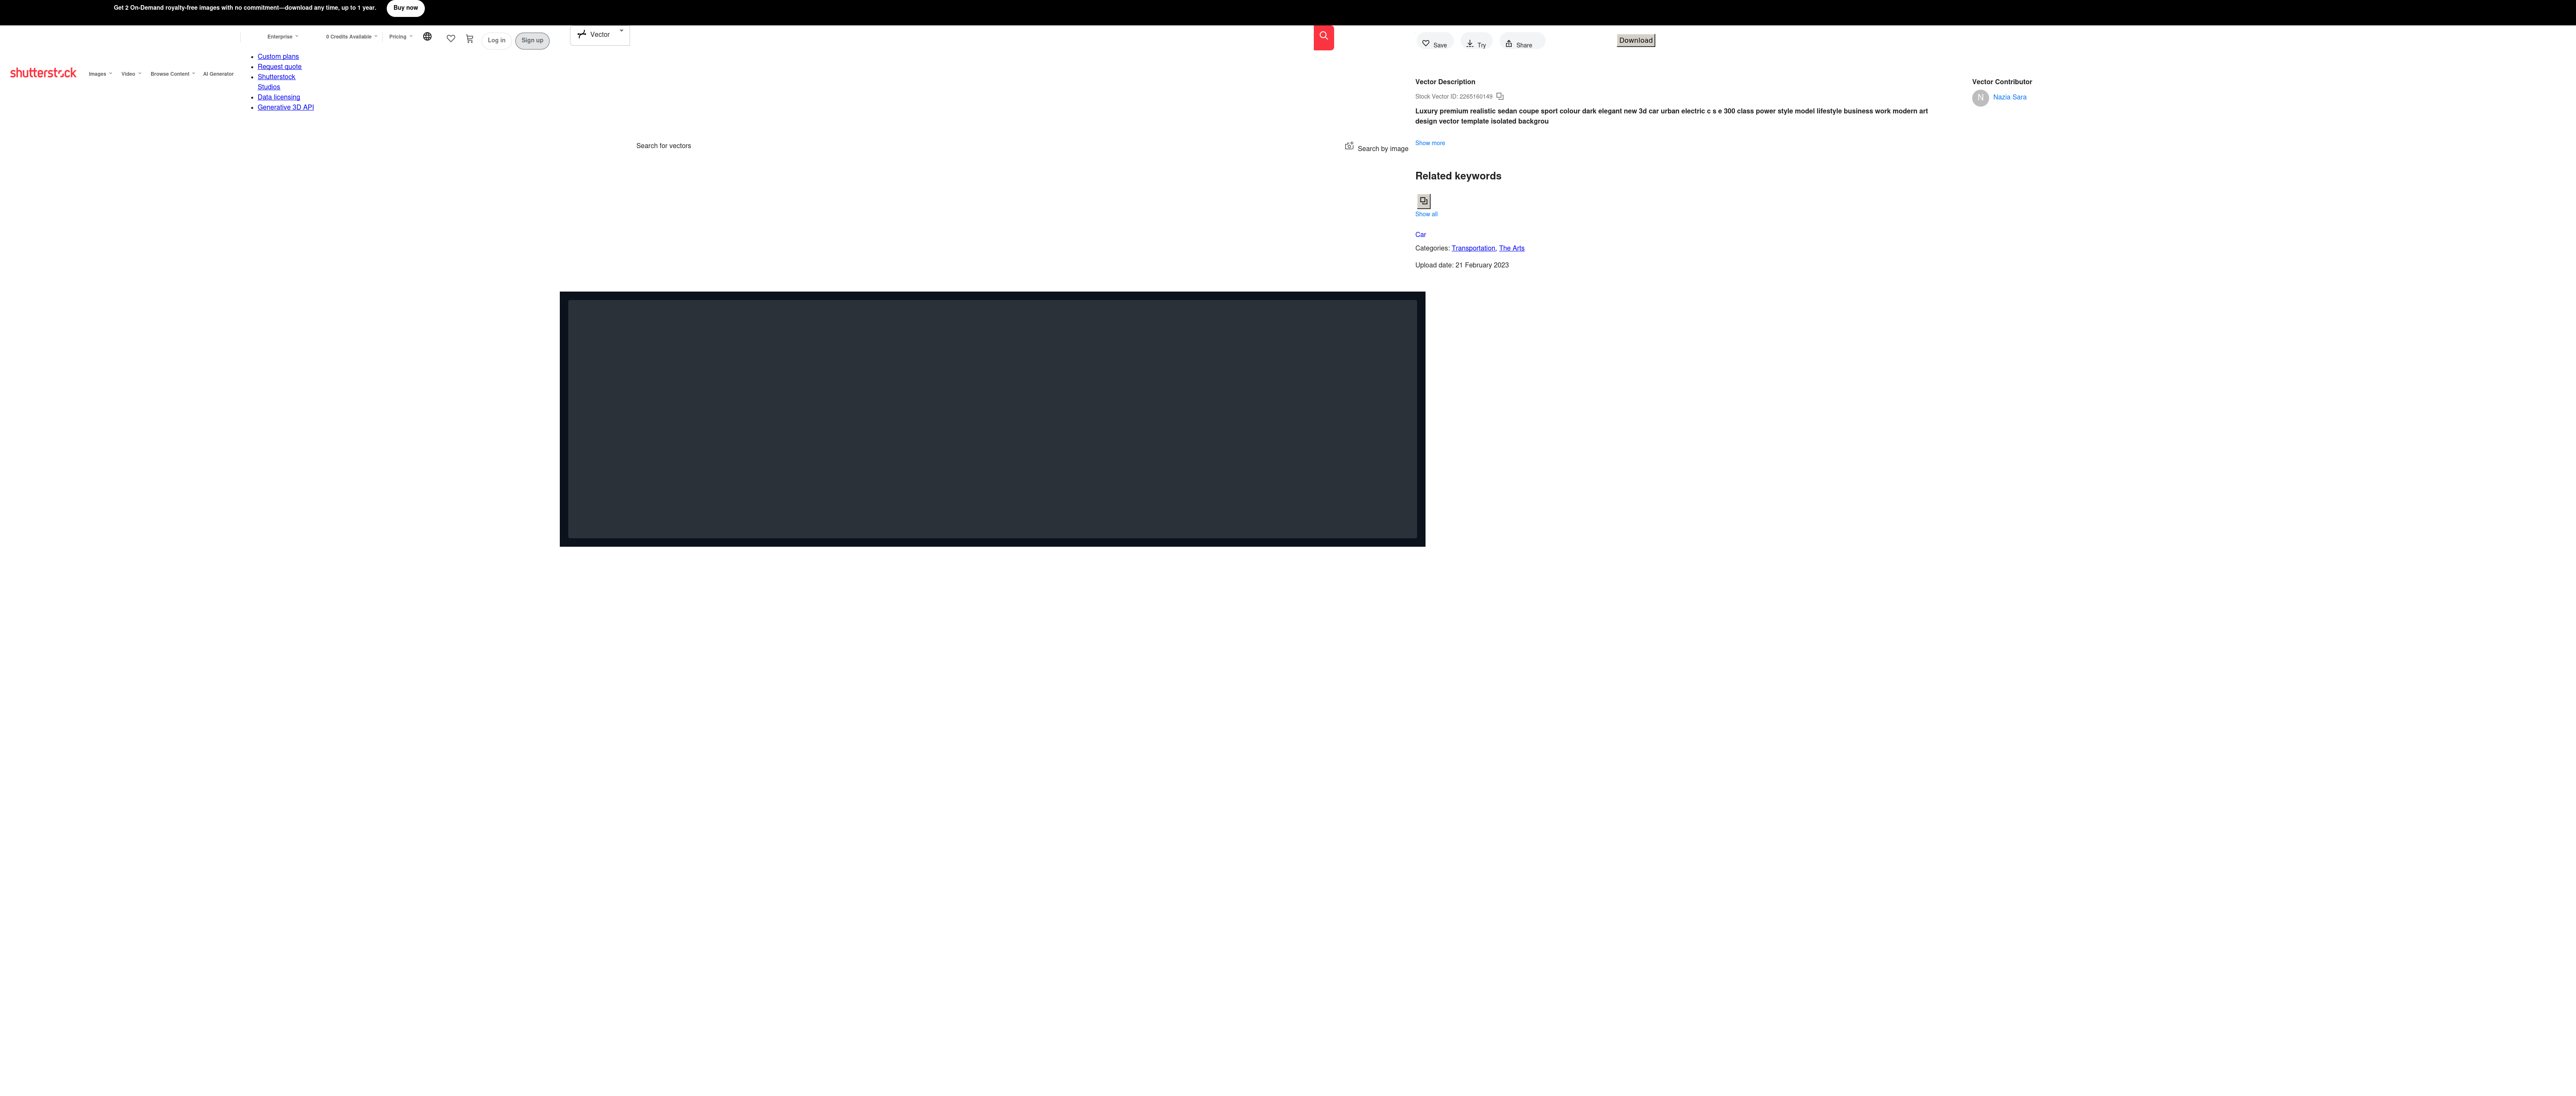 Get 2 On-Demand royalty-free images with no commitment—download any time, up to 1 year.
Buy now
shutterstock
Images
Video
Browse Content
AI Generator
Enterprise
Custom plans
Request quote
Shutterstock
Studios
Data licensing
Generative 3D API
0 Credits Available
Pricing
Log in
Sign up
Vector
Search for vectors
Search by image
Save
Try
Share
Download
Vector Description
Stock Vector ID: 2265160149
Luxury premium realistic sedan coupe sport colour dark elegant new 3d car urban electric c s e 300 class power style model lifestyle business work modern art
design vector template isolated backgrou
Show more
Related keywords
Show all
Car
Categories: Transportation, The Arts
Upload date: 21 February 2023
Vector Contributor
N
Nazia Sara